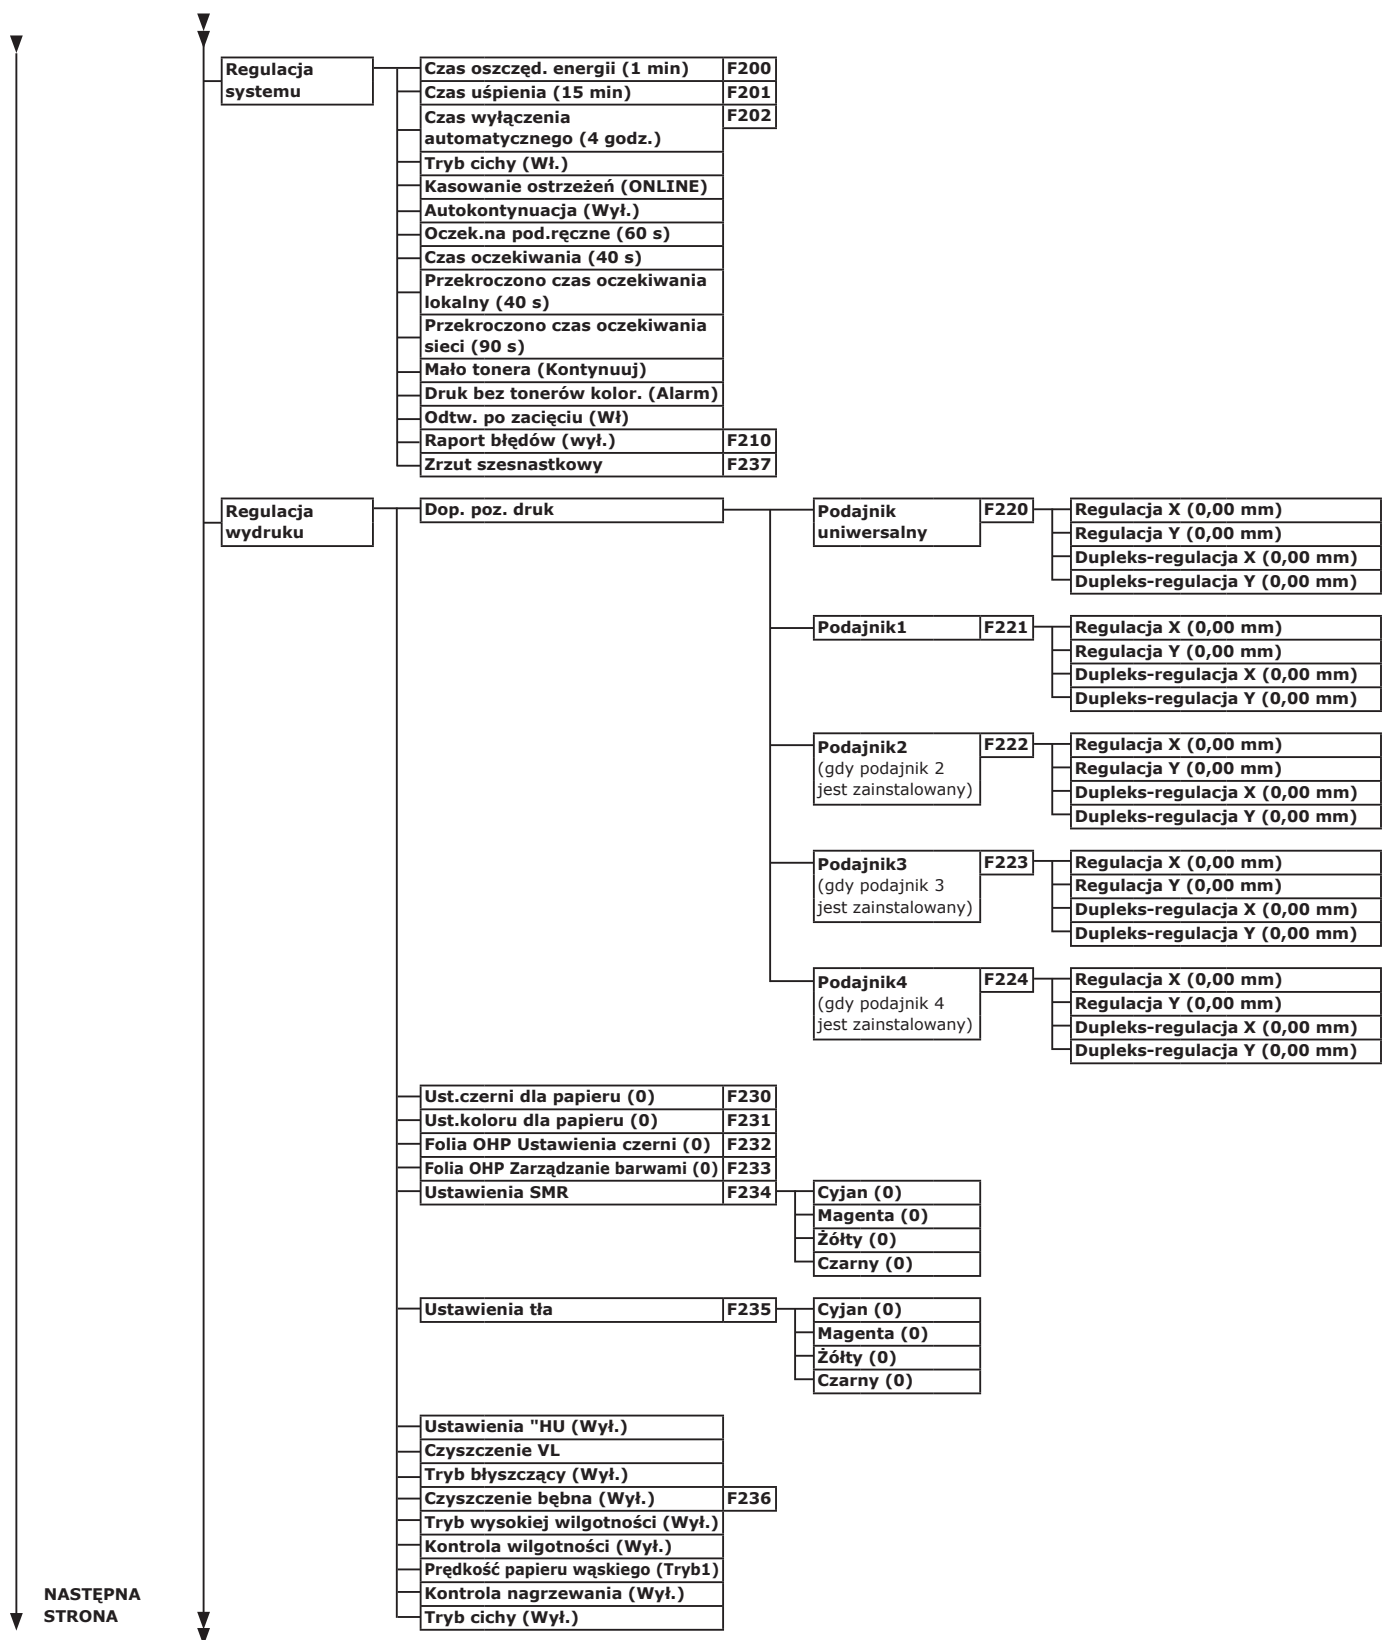 Regulacja
systemu
Czas oszczęd. energii (1 min) F200
Czas uśpienia (15 min) F201
Czas wyłączenia F202
automatycznego (4 godz.)
Tryb cichy (Wł.)
Kasowanie ostrzeżeń (ONLINE)
Autokontynuacja (Wył.)
Oczek.na pod.ręczne (60 s)
Czas oczekiwania (40 s)
Przekroczono czas oczekiwania
lokalny (40 s)
Przekroczono czas oczekiwania
sieci (90 s)
Mało tonera (Kontynuuj)
Druk bez tonerów kolor. (Alarm)
Odtw. po zacięciu (Wł)
Raport błędów (wył.) F210
Zrzut szesnastkowy F237
Regulacja
wydruku
Dop. poz. druk
Podajnik F220
uniwersalny
Regulacja X (0,00 mm)
Regulacja Y (0,00 mm)
Dupleks-regulacja X (0,00 mm)
Dupleks-regulacja Y (0,00 mm)
Podajnik1 F221
Regulacja X (0,00 mm)
Regulacja Y (0,00 mm)
Dupleks-regulacja X (0,00 mm)
Dupleks-regulacja Y (0,00 mm)
Podajnik2 F222
(gdy podajnik 2
jest zainstalowany)
Regulacja X (0,00 mm)
Regulacja Y (0,00 mm)
Dupleks-regulacja X (0,00 mm)
Dupleks-regulacja Y (0,00 mm)
Podajnik3 F223
(gdy podajnik 3
jest zainstalowany)
Regulacja X (0,00 mm)
Regulacja Y (0,00 mm)
Dupleks-regulacja X (0,00 mm)
Dupleks-regulacja Y (0,00 mm)
Podajnik4 F224
(gdy podajnik 4
jest zainstalowany)
Regulacja X (0,00 mm)
Regulacja Y (0,00 mm)
Dupleks-regulacja X (0,00 mm)
Dupleks-regulacja Y (0,00 mm)
Ust.czerni dla papieru (0) F230
Ust.koloru dla papieru (0) F231
Folia OHP Ustawienia czerni (0) F232
Folia OHP Zarządzanie barwami (0) F233
Ustawienia SMR F234
Cyjan (0)
Magenta (0)
Żółty (0)
Czarny (0)
Ustawienia tła F235
Cyjan (0)
Magenta (0)
Żółty (0)
Czarny (0)
Ustawienia "HU (Wył.)
Czyszczenie VL
Tryb błyszczący (Wył.)
Czyszczenie bębna (Wył.) F236
Tryb wysokiej wilgotności (Wył.)
Kontrola wilgotności (Wył.)
Prędkość papieru wąskiego (Tryb1)
Kontrola nagrzewania (Wył.)
Tryb cichy (Wył.)
NASTĘPNA
STRONA